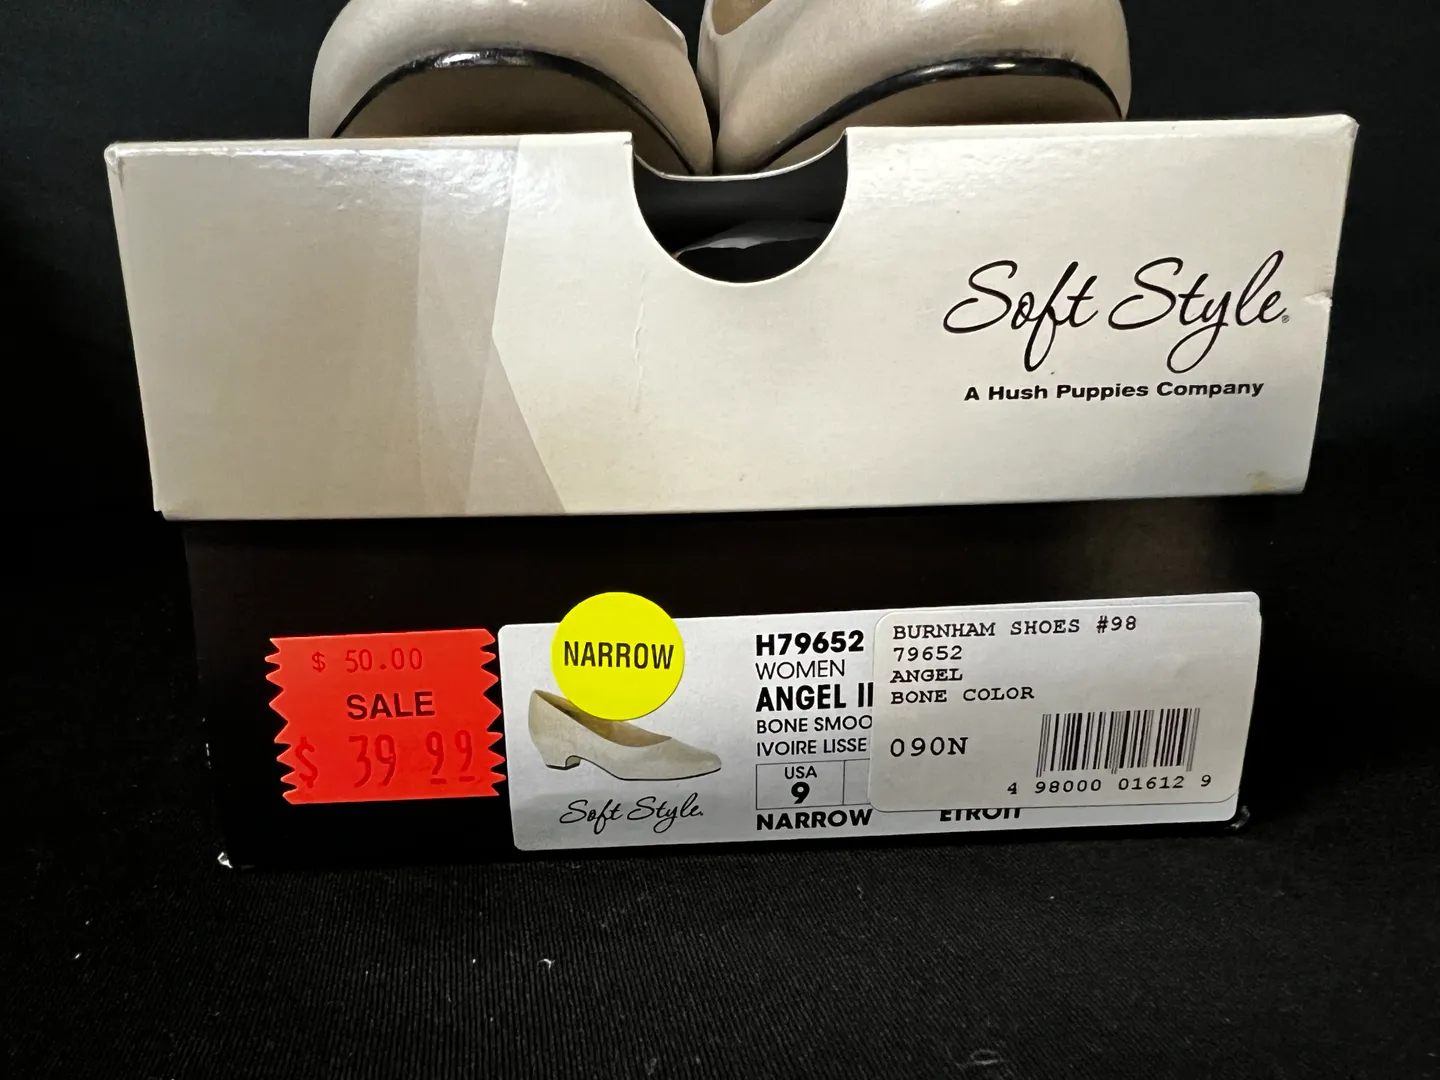 Soft Style®
A Hush Puppies Company
$ 50.00
SALE
$ 39 99
NARROW
Soft Style.
H79652
WOMEN
ANGEL II
BONE SMOO
IVOIRE LISSE
USA
9
NARROW
ETROIT
BURNHAM SHOES #98
79652
ANGEL
BONE COLOR
090N
4 98000 01612 9